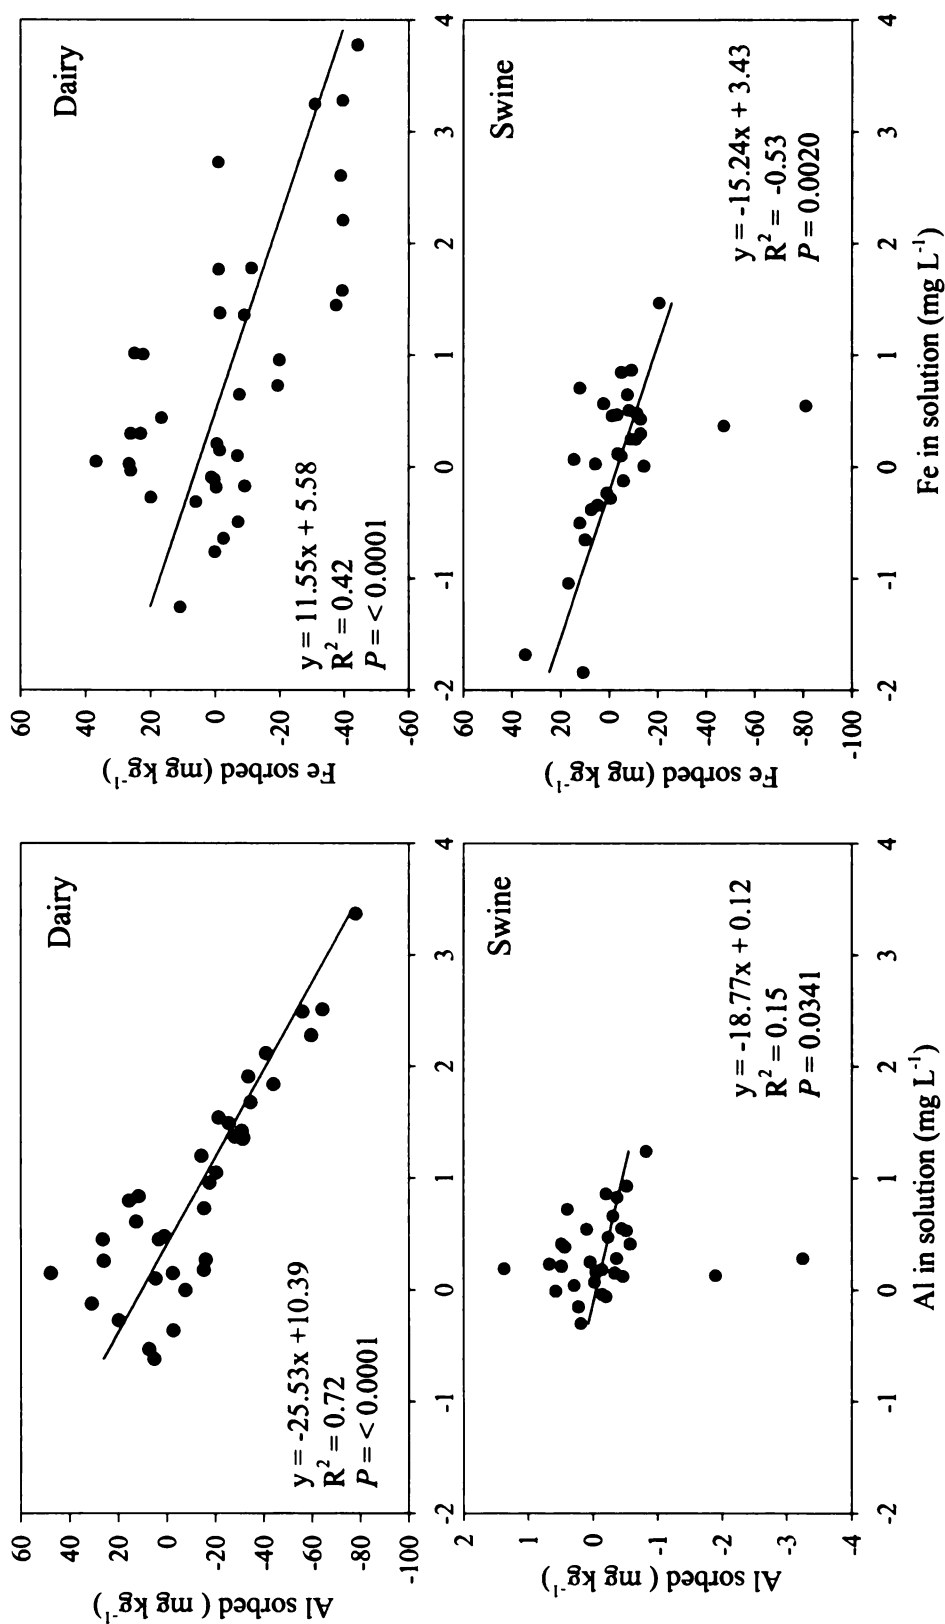 Dairy
60
40
20
0
-20
-40
-60
-80
-100
Al sorbed ( mg kg-1)
y = -25.53x +10.39
R2 = 0.72
P = < 0.0001
Dairy
60
40
20
0
-20
-40
-60
Fe sorbed (mg kg-1)
y = 11.55x + 5.58
R2 = 0.42
P = < 0.0001
Swine
2
1
0
-1
-2
-3
-4
Al sorbed ( mg kg-1)
y = -18.77x + 0.12
R2 = 0.15
P = 0.0341
-2 -1 0 1 2 3 4
Al in solution (mg L-1)
Swine
60
40
20
0
-20
-40
-60
-80
-100
Fe sorbed (mg kg-1)
y = -15.24x + 3.43
R2 = -0.53
P = 0.0020
-2 -1 0 1 2 3 4
Fe in solution (mg L-1)